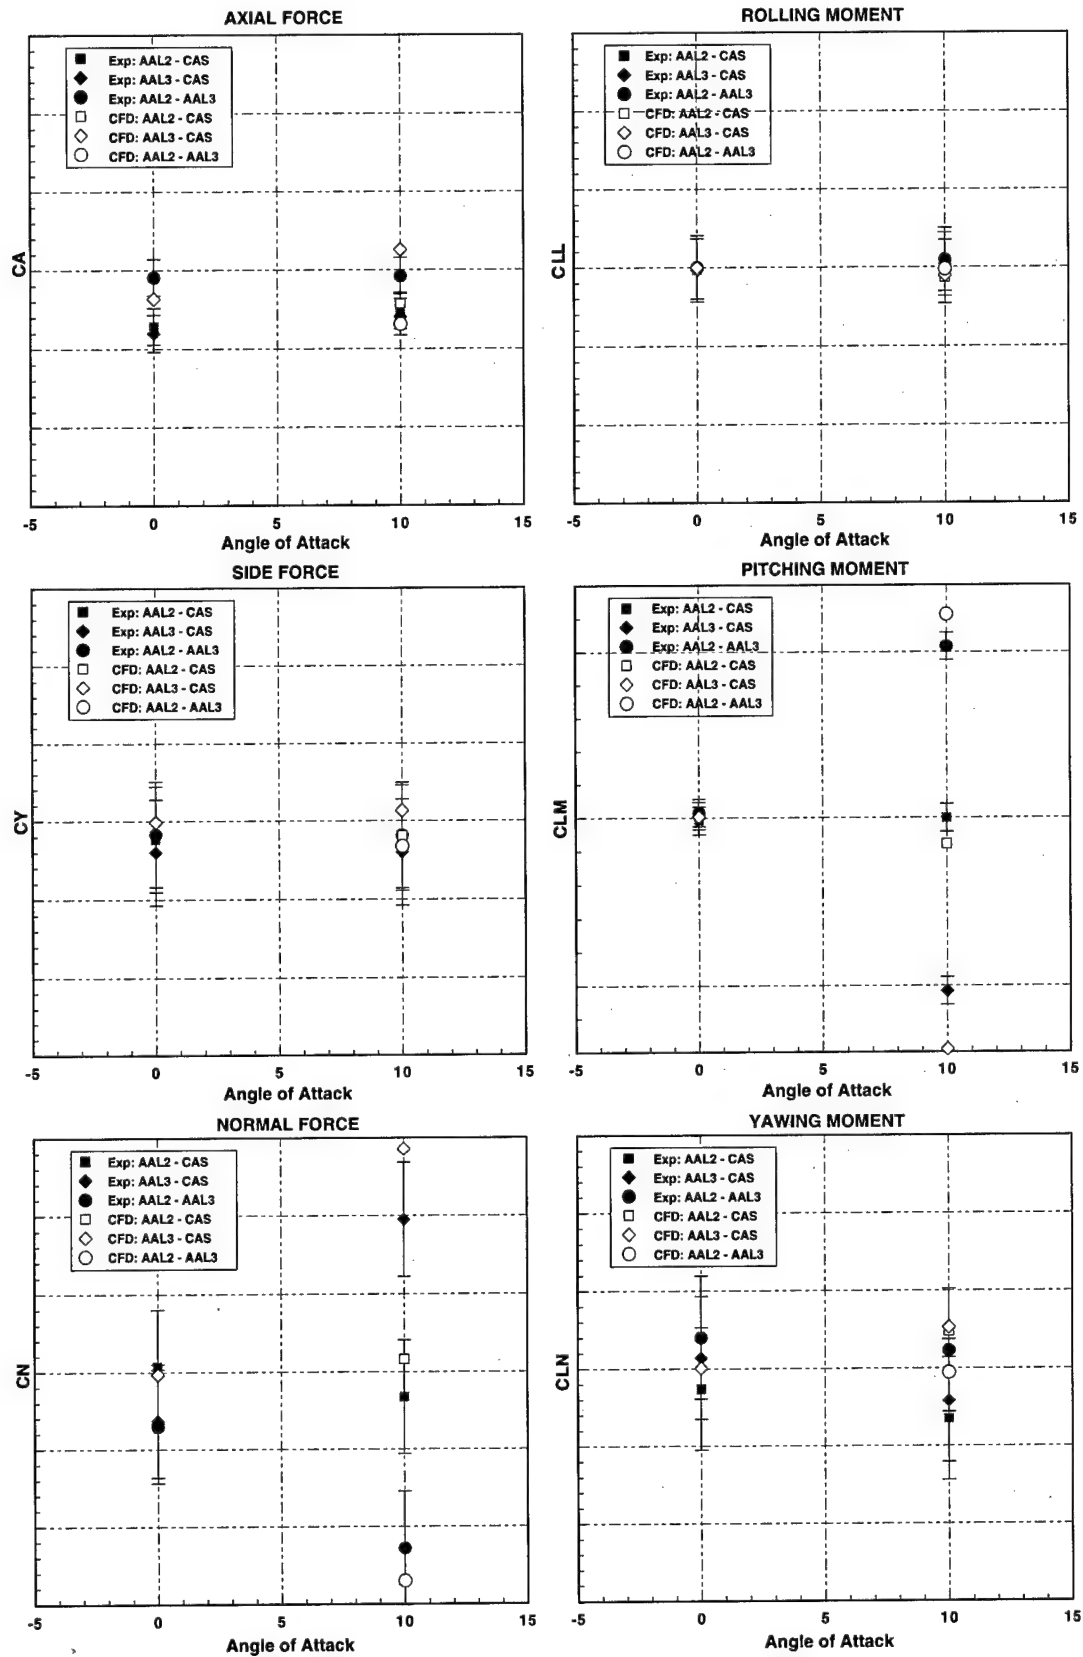 AXIAL FORCE
Exp: AAL2 - CAS
Exp: AAL3 - CAS
Exp: AAL2 - AAL3
CFD: AAL2 - CAS
CFD: AAL3 - CAS
CFD: AAL2 - AAL3
CA
-5 0 5 10 15
Angle of Attack
ROLLING MOMENT
Exp: AAL2 - CAS
Exp: AAL3 - CAS
Exp: AAL2 - AAL3
CFD: AAL2 - CAS
CFD: AAL3 - CAS
CFD: AAL2 - AAL3
CLL
-5 0 5 10 15
Angle of Attack
SIDE FORCE
Exp: AAL2 - CAS
Exp: AAL3 - CAS
Exp: AAL2 - AAL3
CFD: AAL2 - CAS
CFD: AAL3 - CAS
CFD: AAL2 - AAL3
CY
-5 0 5 10 15
Angle of Attack
PITCHING MOMENT
Exp: AAL2 - CAS
Exp: AAL3 - CAS
Exp: AAL2 - AAL3
CFD: AAL2 - CAS
CFD: AAL3 - CAS
CFD: AAL2 - AAL3
CLM
-5 0 5 10 15
Angle of Attack
NORMAL FORCE
Exp: AAL2 - CAS
Exp: AAL3 - CAS
Exp: AAL2 - AAL3
CFD: AAL2 - CAS
CFD: AAL3 - CAS
CFD: AAL2 - AAL3
CN
-5 0 5 10 15
Angle of Attack
YAWING MOMENT
Exp: AAL2 - CAS
Exp: AAL3 - CAS
Exp: AAL2 - AAL3
CFD: AAL2 - CAS
CFD: AAL3 - CAS
CFD: AAL2 - AAL3
CLN
-5 0 5 10 15
Angle of Attack